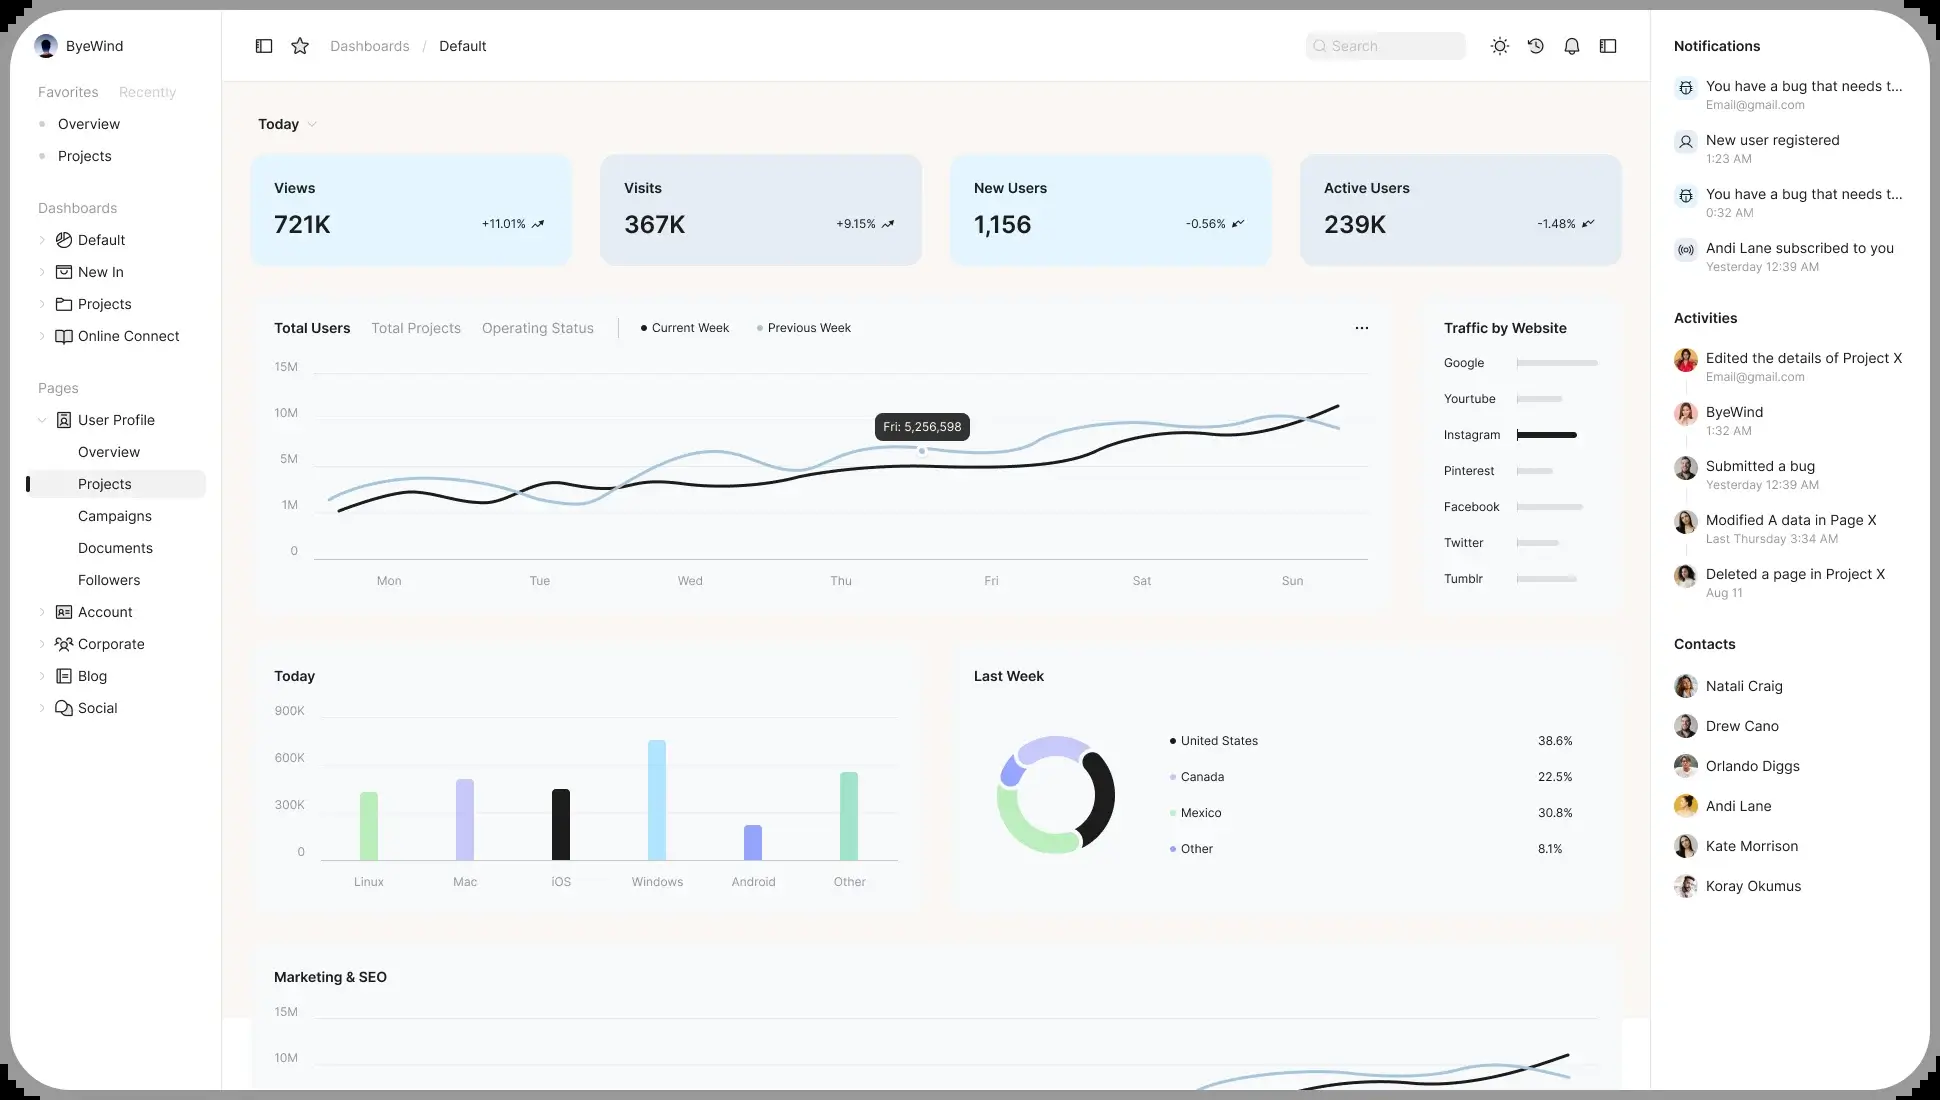 ByeWind
Favorites Recently
Overview
Projects
Dashboards
Default
New In
Projects
Online Connect
Pages
User Profile
Overview
Projects
Campaigns
Documents
Followers
Account
Corporate
Blog
Social
Dashboards / Default
Search
Today
Views
721K +11.01%
Visits
367K +9.15%
New Users
1,156 -0.56%
Active Users
239K -1.48%
Total Users Total Projects Operating Status Current Week Previous Week
15M
10M
5M
1M
0
Fri: 5,256,598
Mon Tue Wed Thu Fri Sat Sun
Traffic by Website
Google
Yourtube
Instagram
Pinterest
Facebook
Twitter
Tumblr
Today
900K
600K
300K
0
Linux Mac iOS Windows Android Other
Last Week
United States 38.6%
Canada 22.5%
Mexico 30.8%
Other 8.1%
Marketing & SEO
15M
10M
Notifications
You have a bug that needs t...
Email@gmail.com
New user registered
1:23 AM
You have a bug that needs t...
0:32 AM
Andi Lane subscribed to you
Yesterday 12:39 AM
Activities
Edited the details of Project X
Email@gmail.com
ByeWind
1:32 AM
Submitted a bug
Yesterday 12:39 AM
Modified A data in Page X
Last Thursday 3:34 AM
Deleted a page in Project X
Aug 11
Contacts
Natali Craig
Drew Cano
Orlando Diggs
Andi Lane
Kate Morrison
Koray Okumus